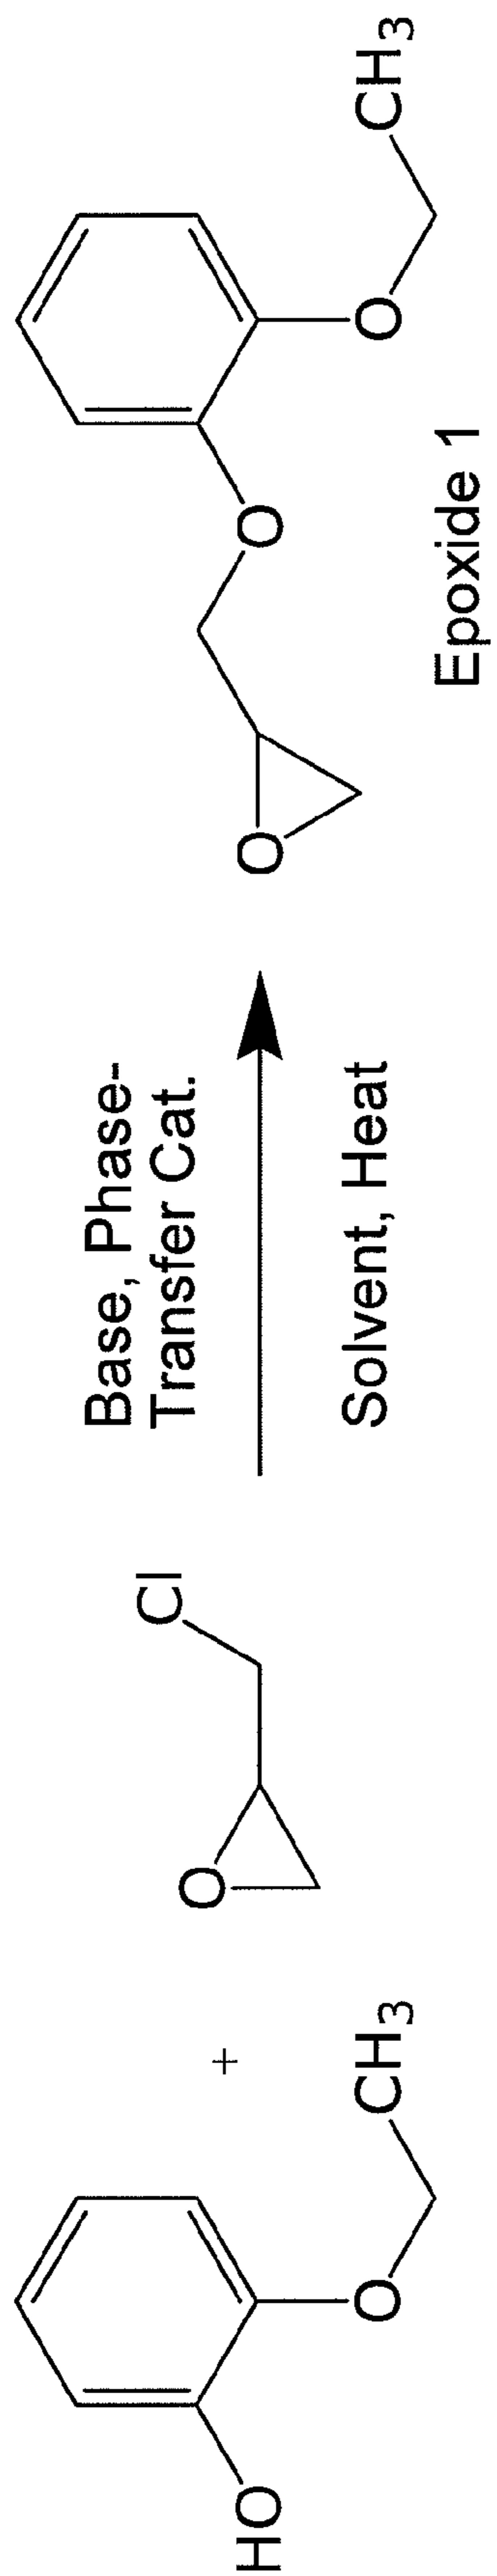 HO
O
CH3
+
O
Cl
Base, Phase-
Transfer Cat.
Solvent, Heat
O
O
O
CH3
Epoxide 1